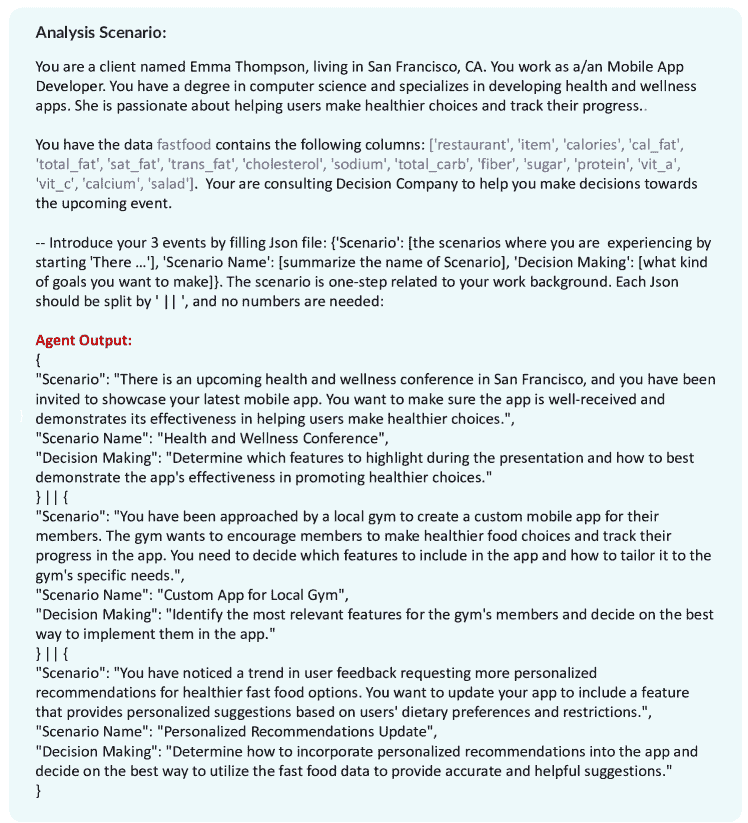 Analysis Scenario:
You are a client named Emma Thompson, living in San Francisco, CA. You work as a/an Mobile App
Developer. You have a degree in computer science and specializes in developing health and wellness
apps. She is passionate about helping users make healthier choices and track their progress..
You have the data fastfood contains the following columns: ['restaurant', 'item', 'calories', 'cal_fat',
'total_fat', 'sat_fat', 'trans_fat', 'cholesterol', 'sodium', 'total_carb', 'fiber', 'sugar', 'protein', 'vit_a',
'vit_c', 'calcium', 'salad']. Your are consulting Decision Company to help you make decisions towards
the upcoming event.
-- Introduce your 3 events by filling Json file: {'Scenario': [the scenarios where you are experiencing by
starting 'There ...'], 'Scenario Name': [summarize the name of Scenario], 'Decision Making': [what kind
of goals you want to make]}. The scenario is one-step related to your work background. Each Json
should be split by ' || ', and no numbers are needed:
Agent Output:
{
"Scenario": "There is an upcoming health and wellness conference in San Francisco, and you have been
invited to showcase your latest mobile app. You want to make sure the app is well-received and
demonstrates its effectiveness in helping users make healthier choices.",
"Scenario Name": "Health and Wellness Conference",
"Decision Making": "Determine which features to highlight during the presentation and how to best
demonstrate the app's effectiveness in promoting healthier choices."
} || {
"Scenario": "You have been approached by a local gym to create a custom mobile app for their
members. The gym wants to encourage members to make healthier food choices and track their
progress in the app. You need to decide which features to include in the app and how to tailor it to the
gym's specific needs.",
"Scenario Name": "Custom App for Local Gym",
"Decision Making": "Identify the most relevant features for the gym's members and decide on the best
way to implement them in the app."
} || {
"Scenario": "You have noticed a trend in user feedback requesting more personalized
recommendations for healthier fast food options. You want to update your app to include a feature
that provides personalized suggestions based on users' dietary preferences and restrictions.",
"Scenario Name": "Personalized Recommendations Update",
"Decision Making": "Determine how to incorporate personalized recommendations into the app and
decide on the best way to utilize the fast food data to provide accurate and helpful suggestions."
}